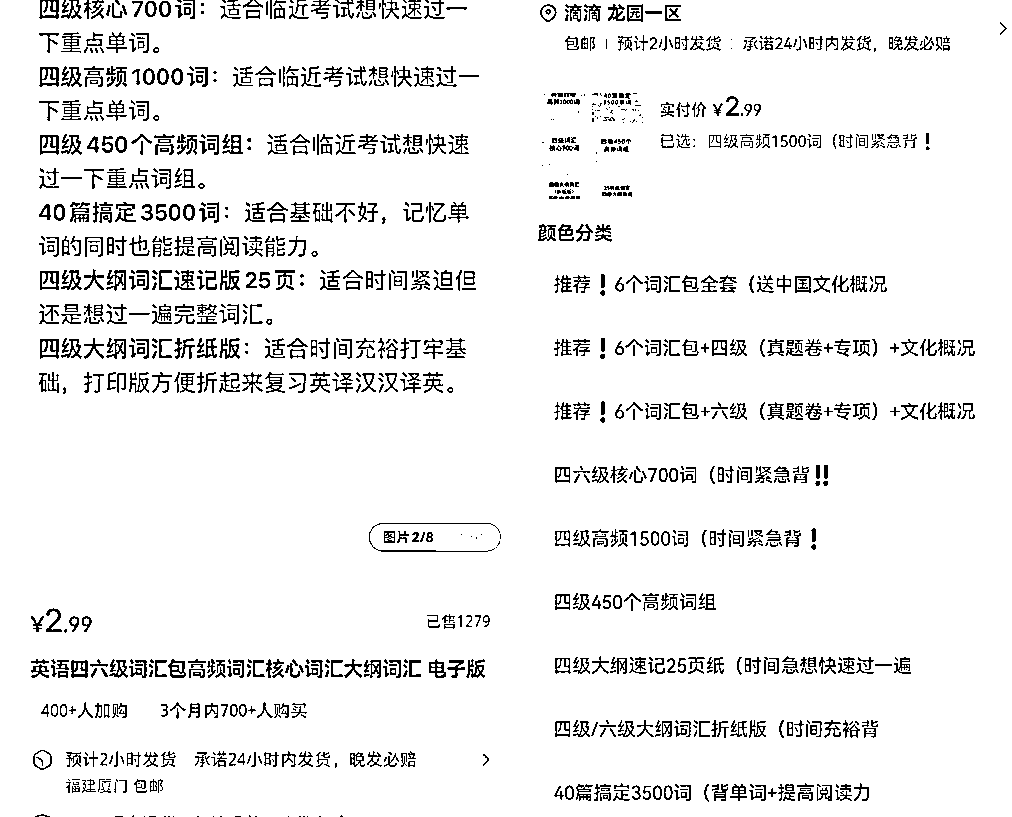 四级核心700词：适合临近考试想快速过一
下重点单词。
四级高频1000词：适合临近考试想快速过一
下重点单词。
四级450个高频词组：适合临近考试想快速
过一下重点词组。
40篇搞定3500词：适合基础不好，记忆单
词的同时也能提高阅读能力。
四级大纲词汇速记版25页：适合时间紧迫但
还是想过一遍完整词汇。
四级大纲词汇折纸版：适合时间充裕打牢基
础，打印版方便折起来复习英译汉汉译英。
图片2/8
¥2.99
已售1279
英语四六级词汇包高频词汇核心词汇大纲词汇 电子版
400+人加购 3个月内700+人购买
预计2小时发货 承诺24小时内发货，晚发必赔
福建厦门 包邮
滴滴 龙园一区
包邮 | 预计2小时发货 | 承诺24小时内发货，晚发必赔
实付价 ¥2.99
已选：四级高频1500词（时间紧急背❗
颜色分类
推荐❗6个词汇包全套（送中国文化概况
推荐❗6个词汇包+四级（真题卷+专项）+文化概况
推荐❗6个词汇包+六级（真题卷+专项）+文化概况
四六级核心700词（时间紧急背‼
四级高频1500词（时间紧急背❗
四级450个高频词组
四级大纲速记25页纸（时间急想快速过一遍
四级/六级大纲词汇折纸版（时间充裕背
40篇搞定3500词（背单词+提高阅读力